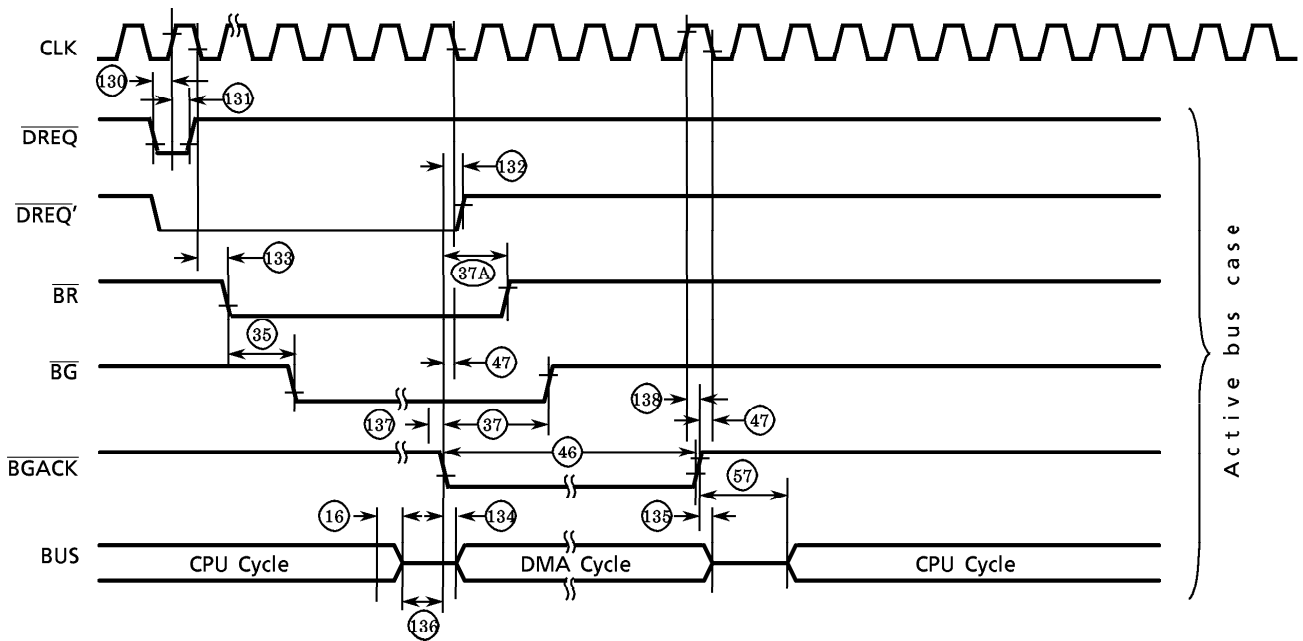 CLK
130
131
DREQ
132
DREQ'
133
37A
BR
35
47
BG
138
137
37
47
BGACK
46
57
16
134
135
BUS
CPU Cycle
DMA Cycle
CPU Cycle
136
Active bus case